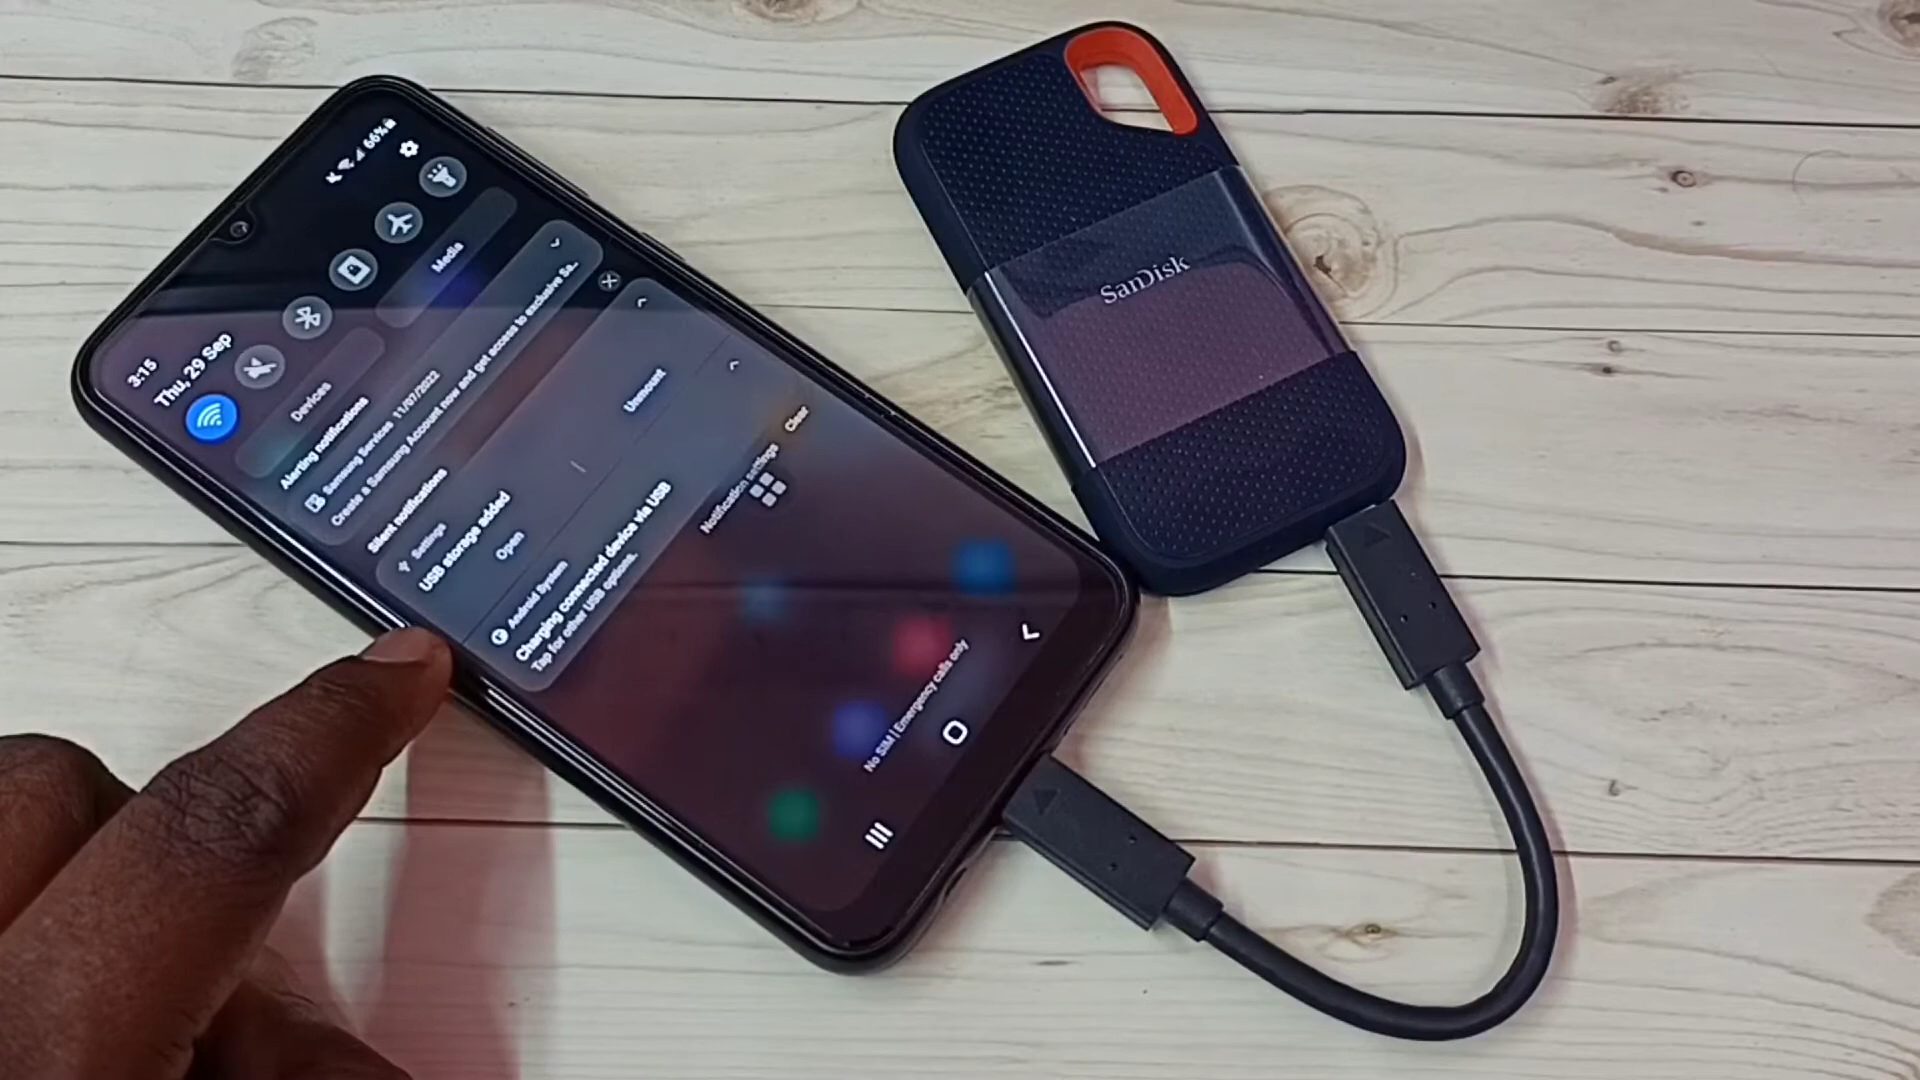 66%
3:15
Thu, 29 Sep
Devices
Media
Alerting notifications
Samsung Services 11/07/2022
Create a Samsung Account now and get access to exclusive Sa..
Silent notifications
Settings
USB storage added
Open
Unmount
Android System
Charging connected device via USB
Tap for other USB options.
Notification settings
Clear
No SIM | Emergency calls only
SanDisk